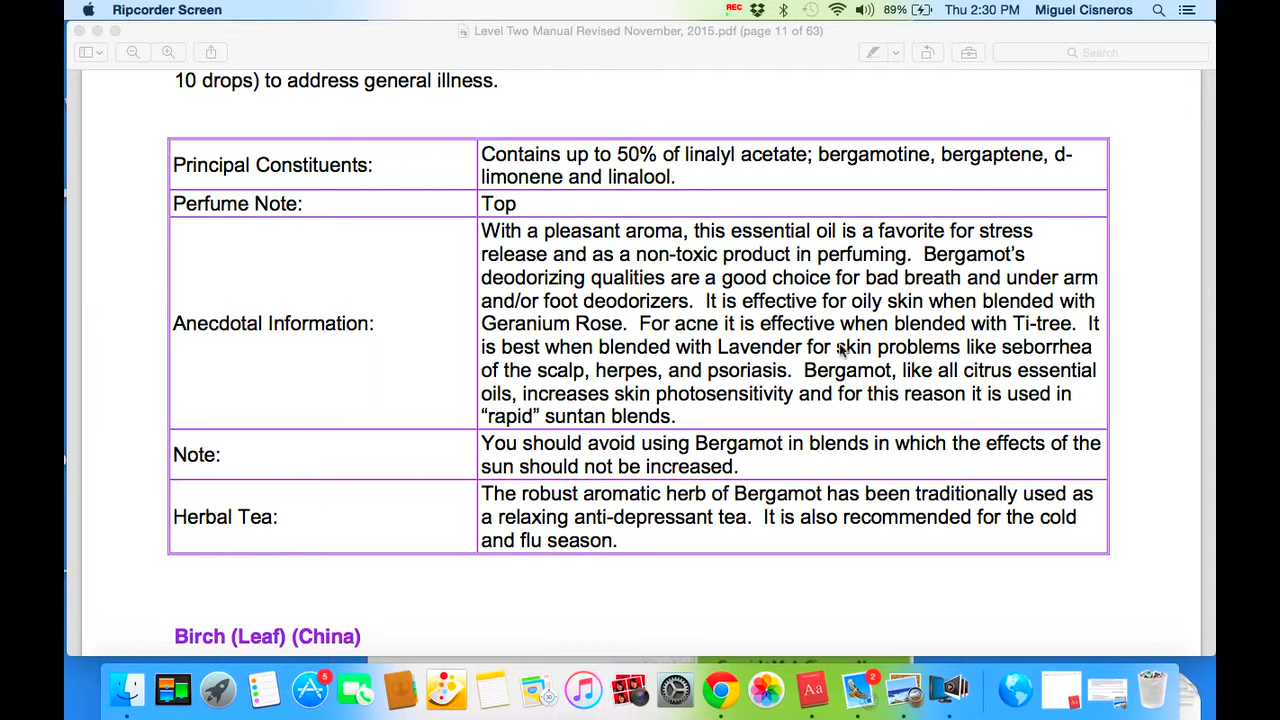 Ripcorder Screen
REC
89%
Thu 2:30 PM
Miguel Cisneros
Level Two Manual Revised November, 2015.pdf (page 11 of 63)
Search
10 drops) to address general illness.
Principal Constituents:
Contains up to 50% of linalyl acetate; bergamotine, bergaptene, d-
limonene and linalool.
Perfume Note:
Top
Anecdotal Information:
With a pleasant aroma, this essential oil is a favorite for stress
release and as a non-toxic product in perfuming.  Bergamot's
deodorizing qualities are a good choice for bad breath and under arm
and/or foot deodorizers.  It is effective for oily skin when blended with
Geranium Rose.  For acne it is effective when blended with Ti-tree.  It
is best when blended with Lavender for skin problems like seborrhea
of the scalp, herpes, and psoriasis.  Bergamot, like all citrus essential
oils, increases skin photosensitivity and for this reason it is used in
“rapid” suntan blends.
Note:
You should avoid using Bergamot in blends in which the effects of the
sun should not be increased.
Herbal Tea:
The robust aromatic herb of Bergamot has been traditionally used as
a relaxing anti-depressant tea.  It is also recommended for the cold
and flu season.
Birch (Leaf) (China)
5
Aa
2